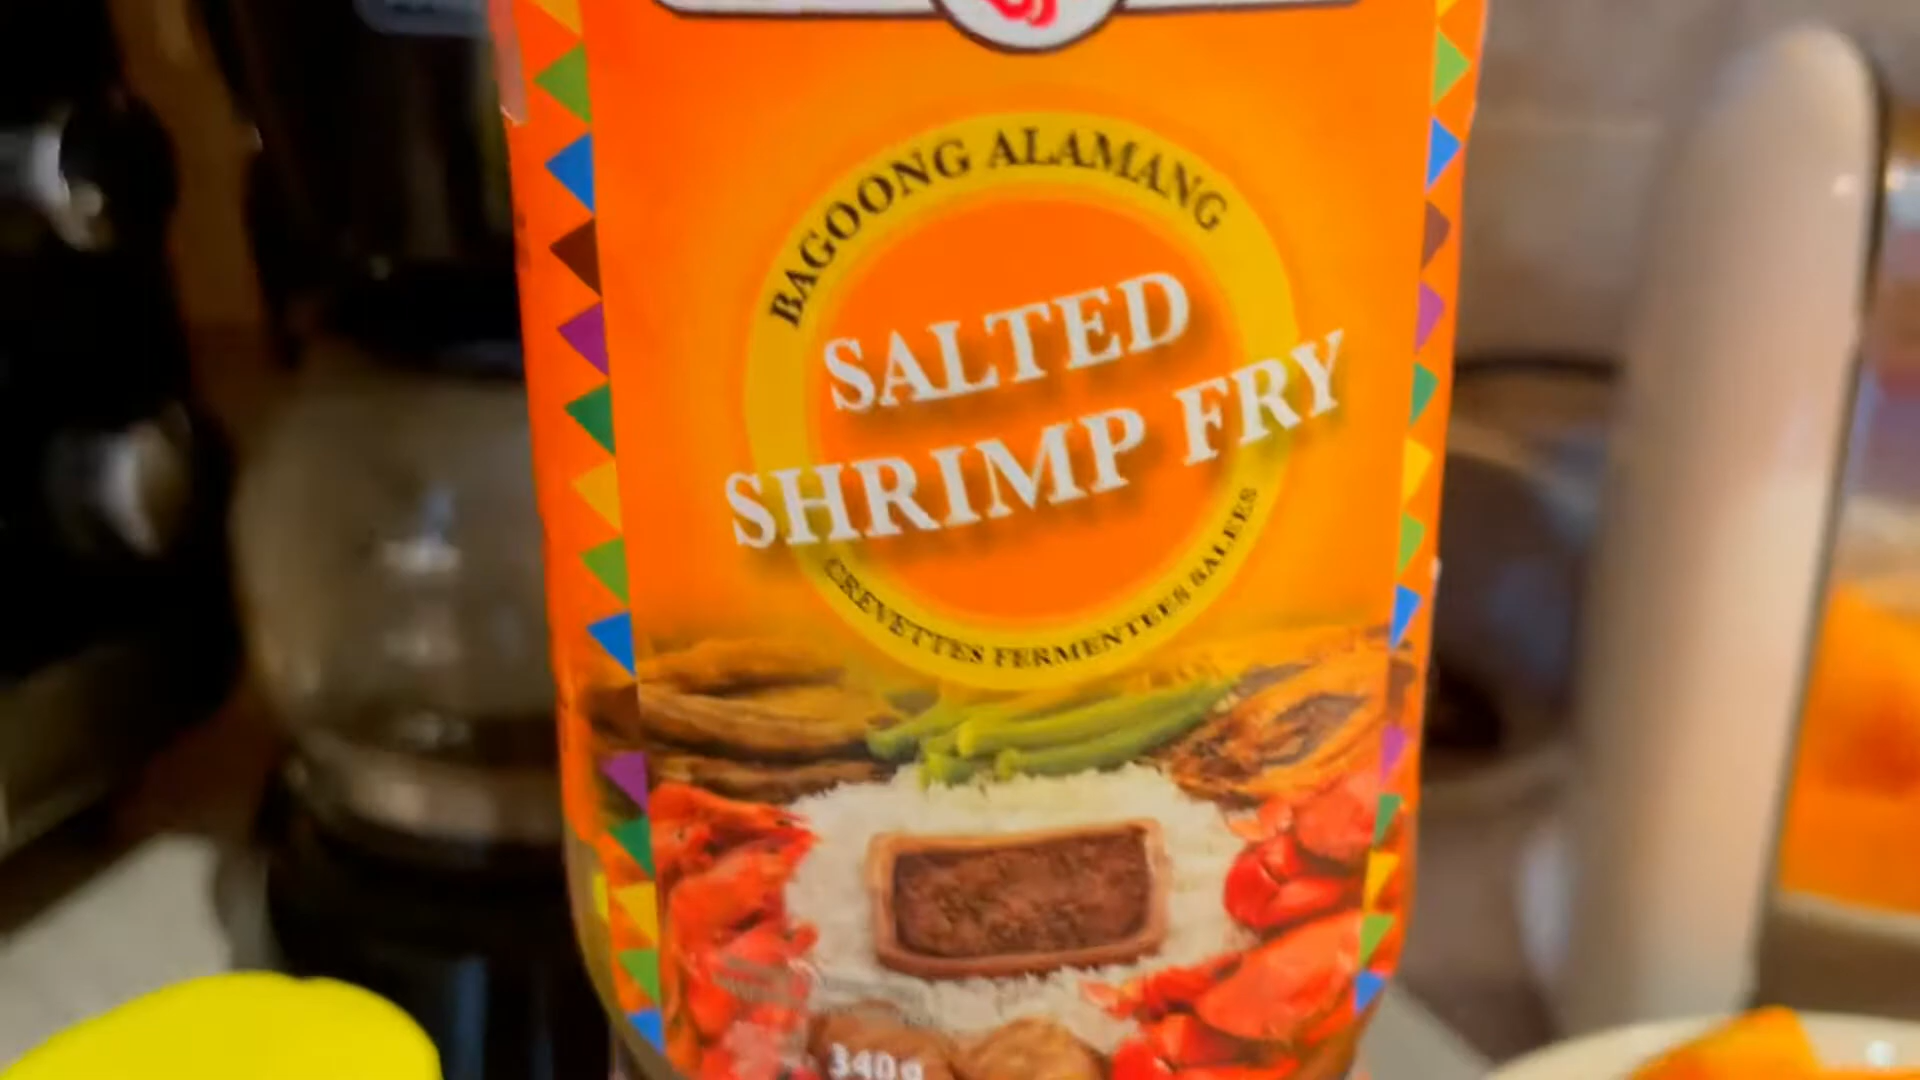 BAGOONG ALAMANG
SALTED
SHRIMP FRY
CREVETTES FERMENTEES SALEES
340g